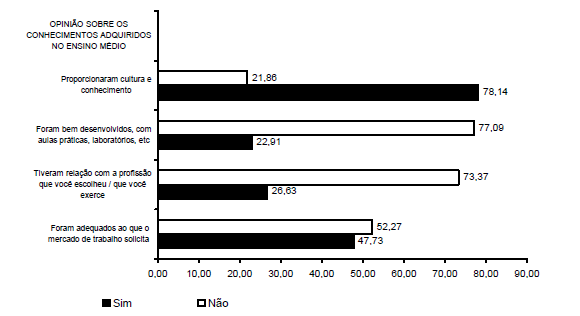 OPINIÃO SOBRE OS
CONHECIMENTOS ADQUIRIDOS
NO ENSINO MÉDIO
Proporcionaram cultura e
conhecimento
21,86
78,14
Foram bem desenvolvidos, com
aulas práticas, laboratórios, etc
77,09
22,91
Tiveram relação com a profissão
que você escolheu / que você
exerce
73,37
26,63
Foram adequados ao que o
mercado de trabalho solicita
52,27
47,73
0,00 10,00 20,00 30,00 40,00 50,00 60,00 70,00 80,00 90,00
Sim Não